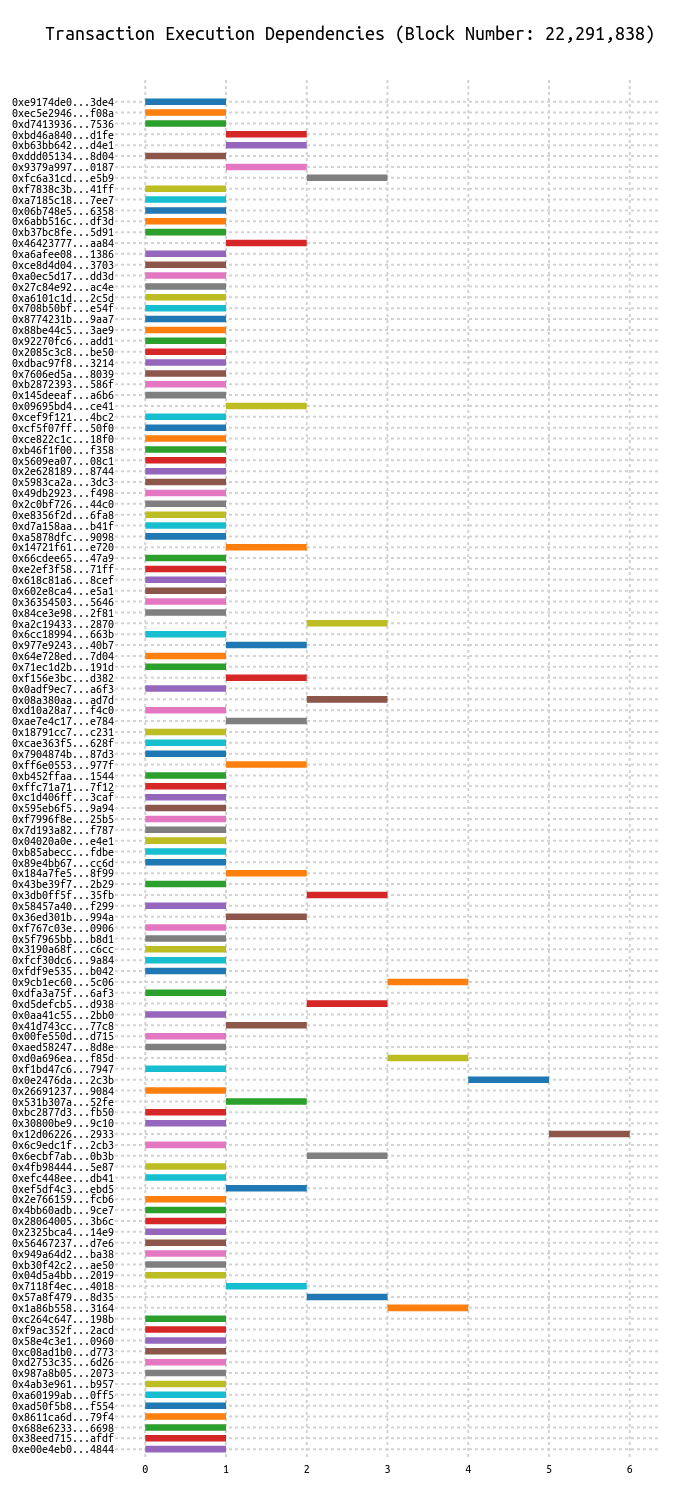 Transaction Execution Dependencies (Block Number: 22,291,838)
0xe9174de0...3de4
0xec5e2946...f08a
0xd7413936...7536
0xbd46a840...d1fe
0xb63bb642...d4e1
0xddd05134...8d04
0x9379a997...0187
0xfc6a31cd...e5b9
0xf7838c3b...41ff
0xa7185c18...7ee7
0x06b748e5...6358
0x6abb516c...df3d
0xb37bc8fe...5d91
0x46423777...aa84
0xa6afee08...1386
0xce8d4d04...3703
0xa0ec5d17...dd3d
0x27c84e92...ac4e
0xa6101c1d...2c5d
0x708b50bf...e54f
0x8774231b...9aa7
0x88be44c5...3ae9
0x92270fc6...add1
0x2085c3c8...be50
0xdbac97f8...3214
0x7606ed5a...8039
0xb2872393...586f
0x145deeaf...a6b6
0x09695bd4...ce41
0xcef9f121...4bc2
0xcf5f07ff...50f0
0xce822c1c...18f0
0xb46f1f00...f358
0x5609ea07...08c1
0x2e628189...8744
0x5983ca2a...3dc3
0x49db2923...f498
0x2c0bf726...44c0
0xe8356f2d...6fa8
0xd7a158aa...b41f
0xa5878dfc...9098
0x14721f61...e720
0x66cdee65...47a9
0xe2ef3f58...71ff
0x618c81a6...8cef
0x602e8ca4...e5a1
0x36354503...5646
0x84ce3e98...2f81
0xa2c19433...2870
0x6cc18994...663b
0x977e9243...40b7
0x64e728ed...7d04
0x71ec1d2b...191d
0xf156e3bc...d382
0x0adf9ec7...a6f3
0x08a380aa...ad7d
0xd10a28a7...f4c0
0xae7e4c17...e784
0x18791cc7...c231
0xcae363f5...628f
0x7904874b...87d3
0xff6e0553...977f
0xb452ffaa...1544
0xffc71a71...7f12
0xc1d406ff...3caf
0x595eb6f5...9a94
0xf7996f8e...25b5
0x7d193a82...f787
0x04020a0e...e4e1
0xb85abecc...fdbe
0x89e4bb67...cc6d
0x184a7fe5...8f99
0x43be39f7...2b29
0x3db0ff5f...35fb
0x58457a40...f299
0x36ed301b...994a
0xf767c03e...0906
0x5f7965bb...b8d1
0x3190a68f...c6cc
0xfcf30dc6...9a84
0xfdf9e535...b042
0x9cb1ec60...5c06
0xdfa3a75f...6af3
0xd5defcb5...d938
0x0aa41c55...2bb0
0x41d743cc...77c8
0x00fe550d...d715
0xaed58247...8d8e
0xd0a696ea...f85d
0xf1bd47c6...7947
0x0e2476da...2c3b
0x26691237...9084
0x531b307a...52fe
0xbc2877d3...fb50
0x30800be9...9c10
0x12d06226...2933
0x6c9edc1f...2cb3
0x6ecbf7ab...0b3b
0x4fb98444...5e87
0xefc448ee...db41
0xef5df4c3...ebd5
0x2e766159...fcb6
0x4bb60adb...9ce7
0x28064005...3b6c
0x2325bca4...14e9
0x56467237...d7e6
0x949a64d2...ba38
0xb30f42c2...ae50
0x04d5a4bb...2019
0x7118f4ec...4018
0x57a8f479...8d35
0x1a86b558...3164
0xc264c647...198b
0xf9ac352f...2acd
0x58e4c3e1...0960
0xc08ad1b0...d773
0xd2753c35...6d26
0x987a8b05...2073
0x4ab3e961...b957
0xa60199ab...0ff5
0xad50f5b8...f554
0x8611ca6d...79f4
0x688e6233...6698
0x38eed715...afdf
0xe00e4eb0...4844
0 1 2 3 4 5 6